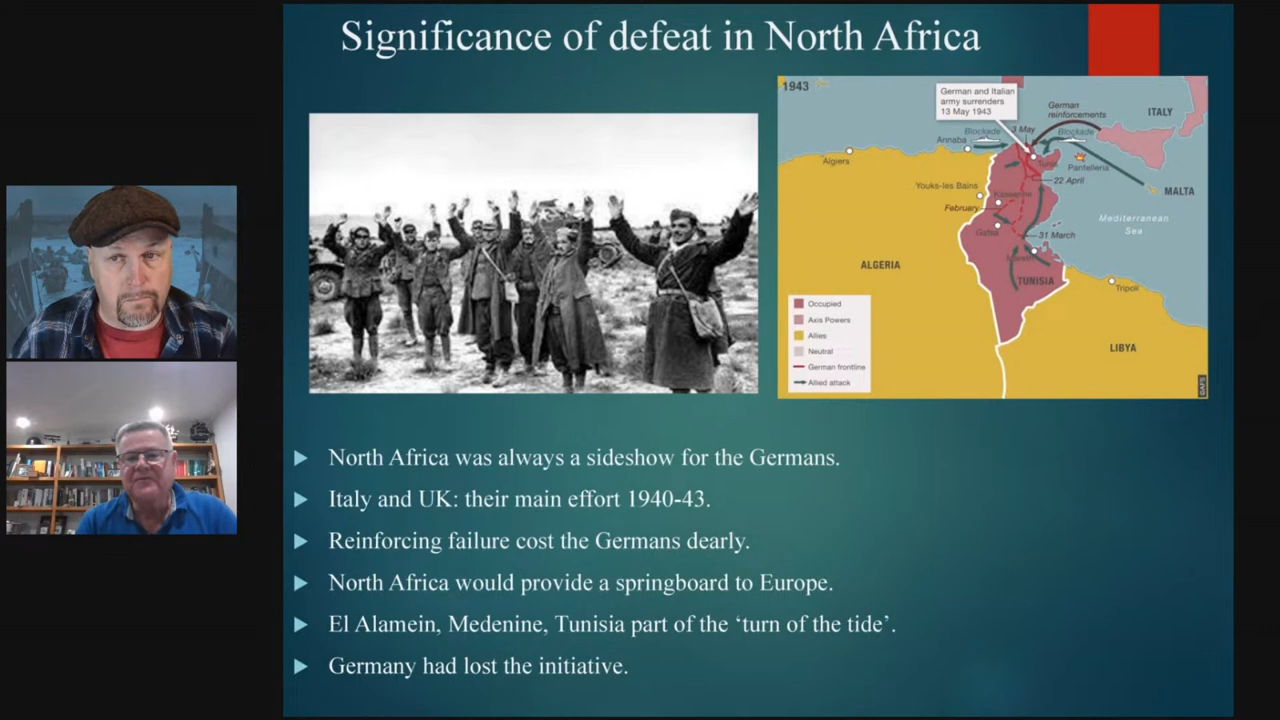 Significance of defeat in North Africa
1943
German and Italian
army surrenders
13 May 1943
German
reinforcements
ITALY
Blockade
3 May
Blockade
Annaba
Algiers
Tunis
Pantelleria
22 April
MALTA
Youks-les Bains
Kasserine
February
Mediterranean
Sea
Gafsa
31 March
Mareth
ALGERIA
TUNISIA
Tripoli
LIBYA
Occupied
Axis Powers
Allies
Neutral
German frontline
Allied attack
North Africa was always a sideshow for the Germans.
Italy and UK: their main effort 1940-43.
Reinforcing failure cost the Germans dearly.
North Africa would provide a springboard to Europe.
El Alamein, Medenine, Tunisia part of the ‘turn of the tide’.
Germany had lost the initiative.